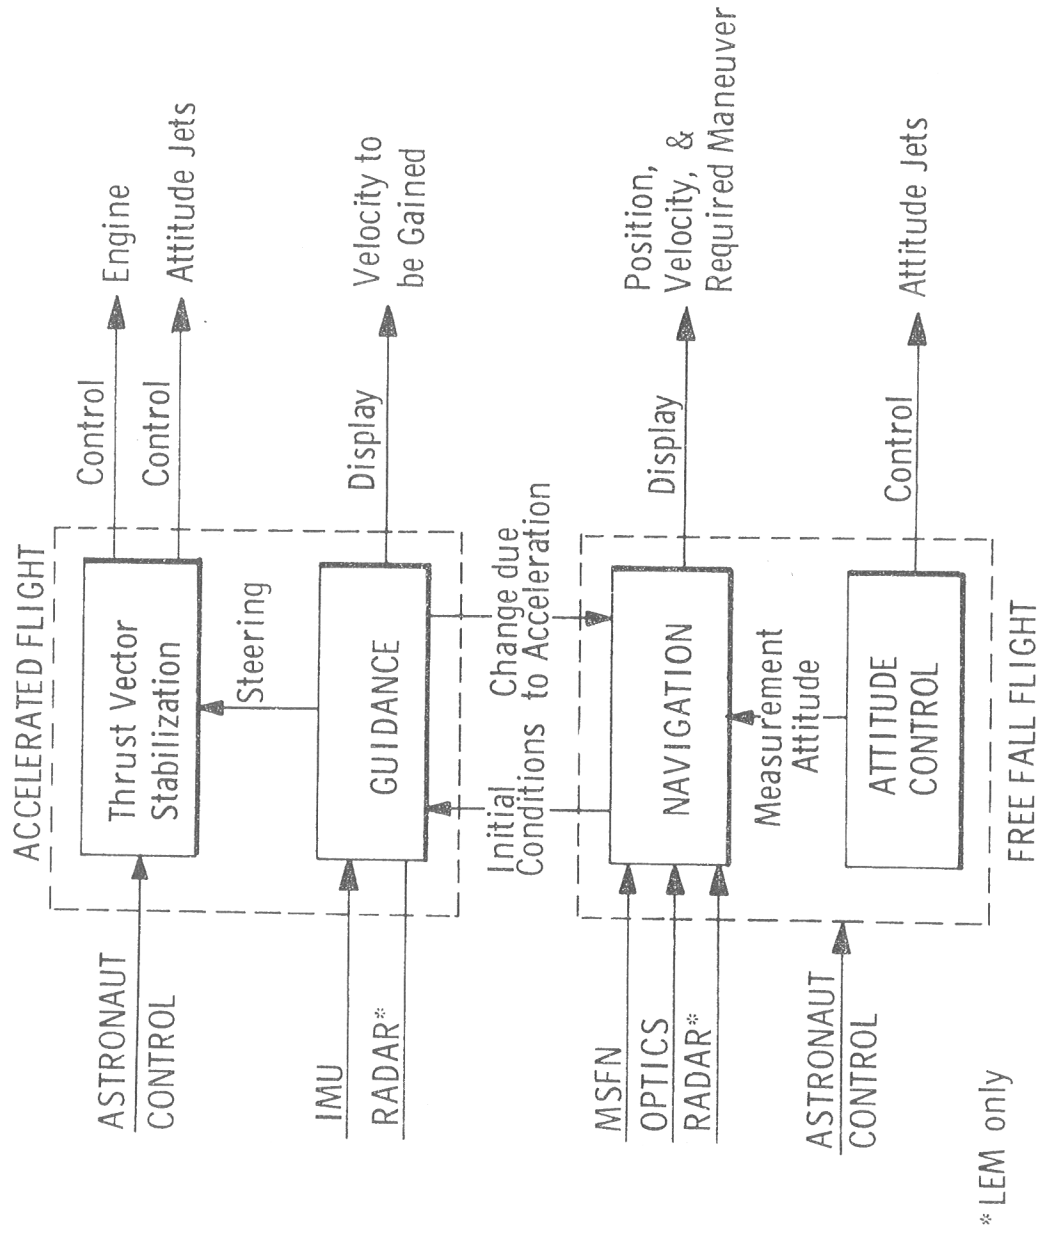 ACCELERATED FLIGHT
ASTRONAUT
CONTROL
Thrust Vector
Stabilization
Control
Engine
Control
Attitude Jets
Steering
IMU
RADAR*
GUIDANCE
Display
Velocity to
be Gained
Initial
Conditions
Change due
to Acceleration
MSFN
OPTICS
RADAR*
NAVIGATION
Display
Position,
Velocity, &
Required Maneuver
Measurement
Attitude
ASTRONAUT
CONTROL
ATTITUDE
CONTROL
Control
Attitude Jets
FREE FALL FLIGHT
*LEM only